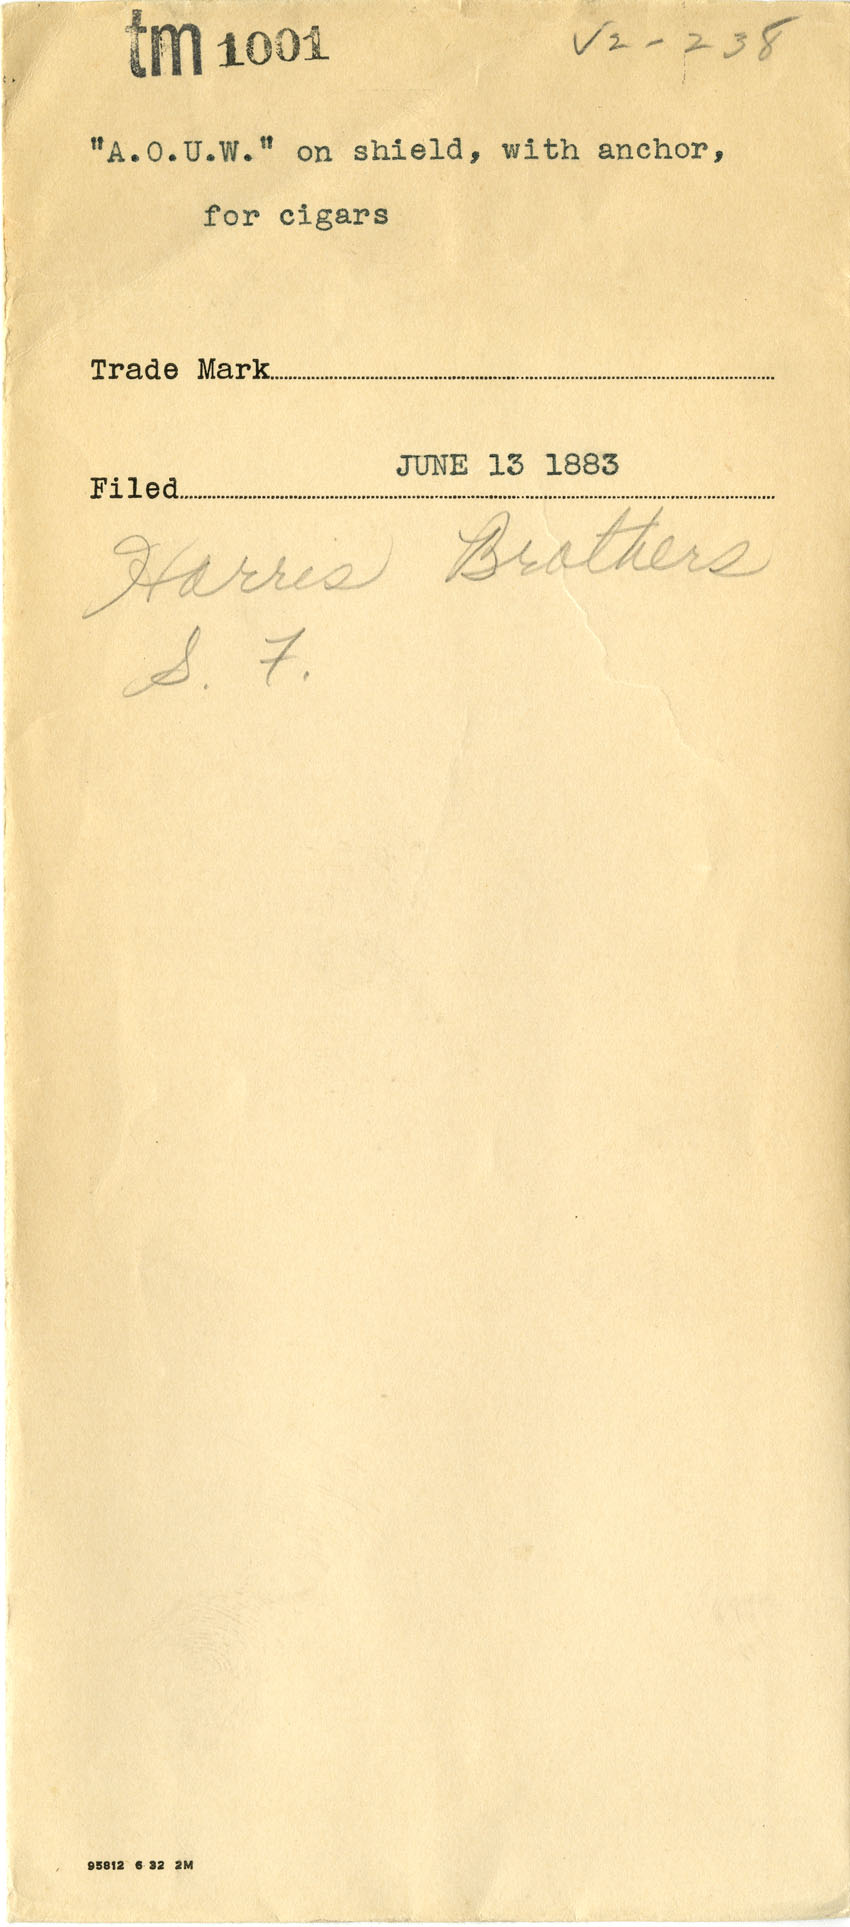 tm 1001
V2-238
"A.O.U.W." on shield, with anchor,
for cigars
Trade Mark
JUNE 13 1883
Filed
Harris Brothers
S. F.
95812 6 32 2M